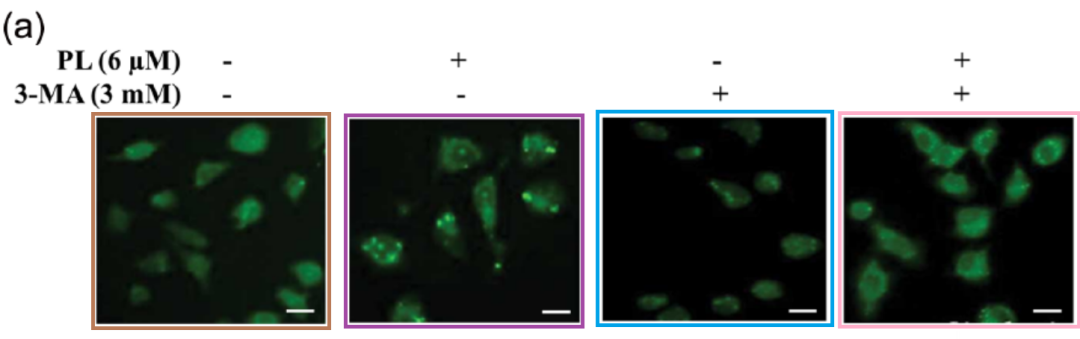 (a)
PL (6 µM) - + - +
3-MA (3 mM) - - + +